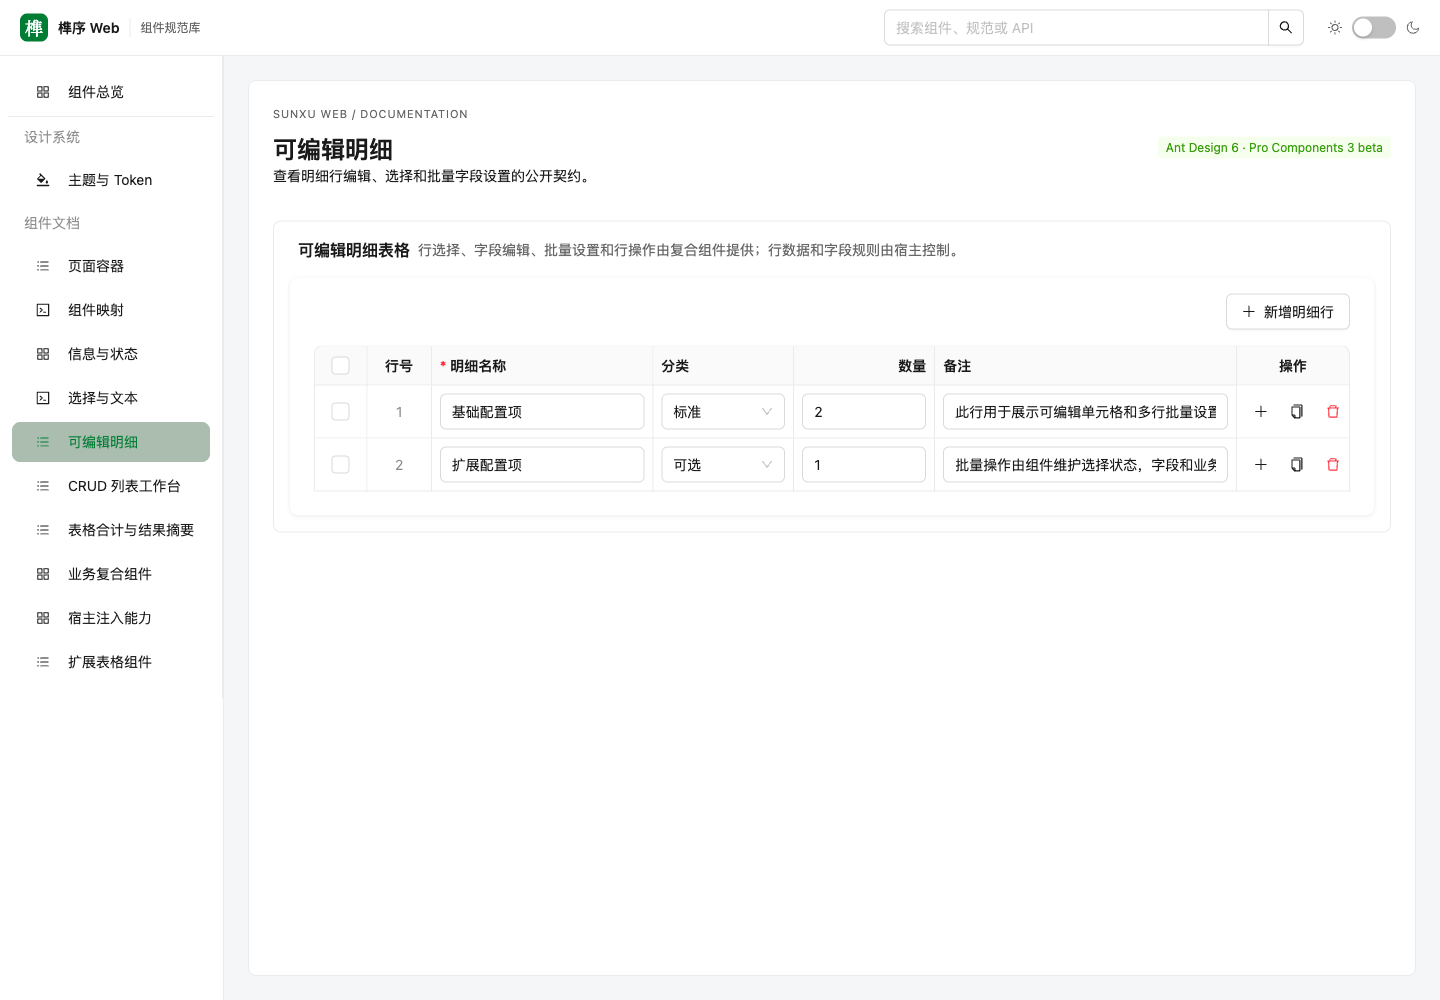 榫 榫序 Web 组件规范库
搜索组件、规范或 API
组件总览
设计系统
主题与 Token
组件文档
页面容器
组件映射
信息与状态
选择与文本
可编辑明细
CRUD 列表工作台
表格合计与结果摘要
业务复合组件
宿主注入能力
扩展表格组件
SUNXU WEB / DOCUMENTATION
可编辑明细
Ant Design 6 · Pro Components 3 beta
查看明细行编辑、选择和批量字段设置的公开契约。
可编辑明细表格 行选择、字段编辑、批量设置和行操作由复合组件提供；行数据和字段规则由宿主控制。
新增明细行
行号 * 明细名称 分类 数量 备注 操作
1 基础配置项 标准 2 此行用于展示可编辑单元格和多行批量设置
2 扩展配置项 可选 1 批量操作由组件维护选择状态，字段和业务